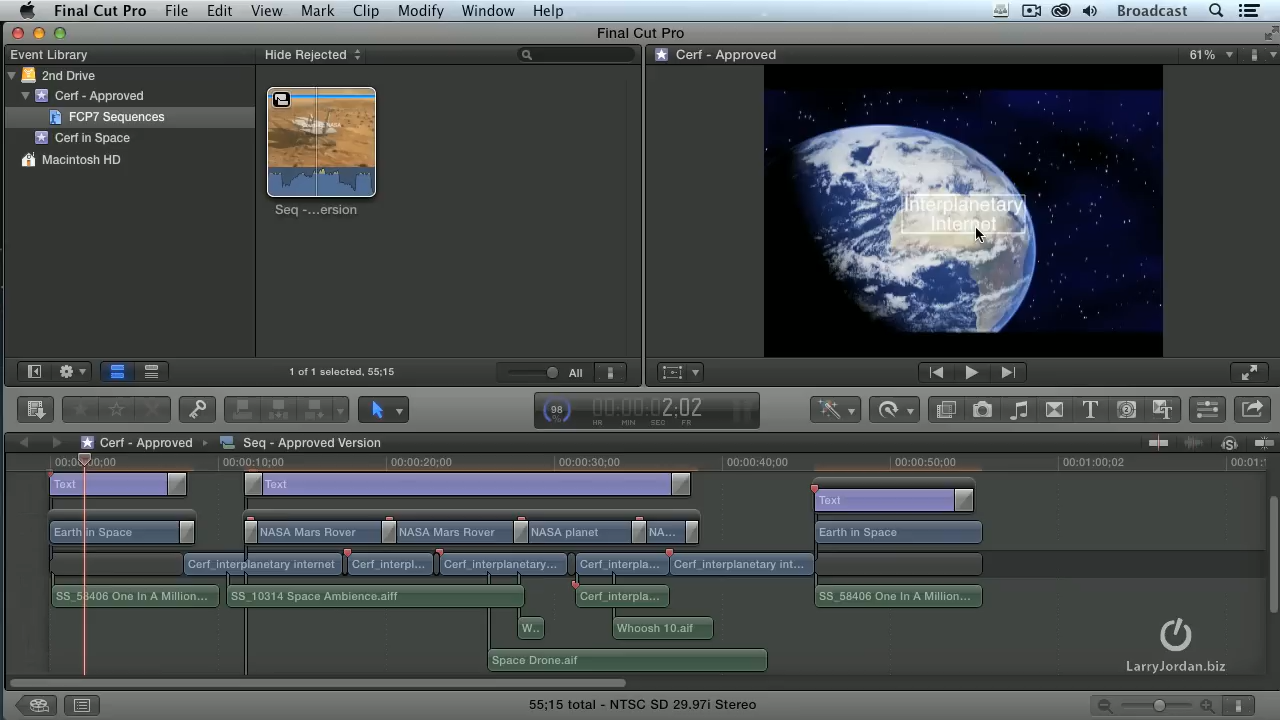 Final Cut Pro File Edit View Mark Clip Modify Window Help Broadcast
Final Cut Pro
Event Library
Hide Rejected
Cerf - Approved
61%
2nd Drive
Cerf - Approved
FCP7 Sequences
Cerf in Space
Macintosh HD
Seq -...ersion
Interplanetary
Internet
1 of 1 selected, 55;15
All
98
%
00:00:02:02
HR MIN SEC FR
Cerf - Approved
Seq - Approved Version
00:00:10;00
00:00:20;00
00:00:30;00
00:00:40;00
00:00:50;00
00:01:00;02
Text
Text
Text
Earth in Space
NASA Mars Rover
NASA Mars Rover
NASA planet
NA...
Earth in Space
Cerf_interplanetary internet
Cerf_interpl...
Cerf_interplanetary...
Cerf_interpla...
Cerf_interplanetary int...
SS_58406 One In A Million...
SS_10314 Space Ambience.aiff
Cerf_interpla...
SS_58406 One In A Million...
W..
Whoosh 10.aif
Space Drone.aif
LarryJordan.biz
55;15 total - NTSC SD 29.97i Stereo